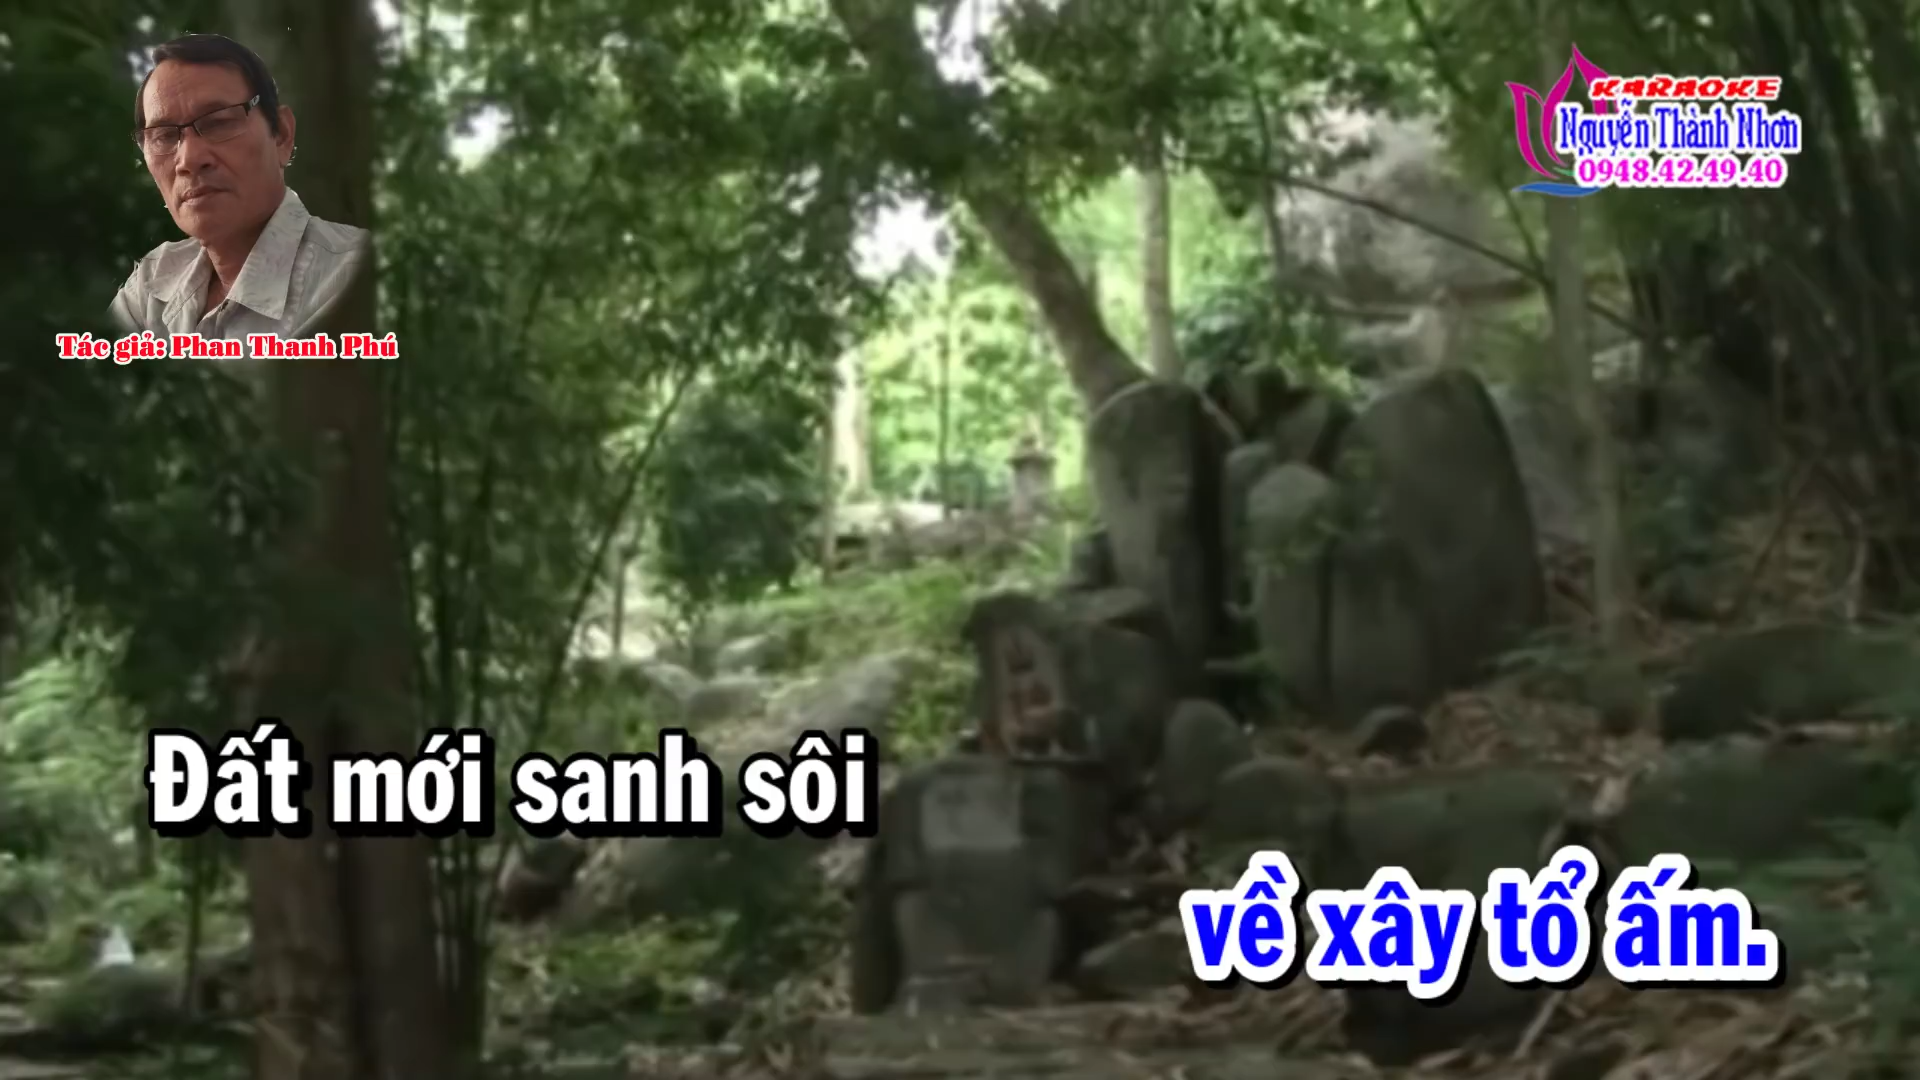 KARAOKE
Nguyễn Thành Nhơn
0948.42.49.40
Tác giả: Phan Thanh Phú
Đất mới sanh sôi
về xây tổ ấm.